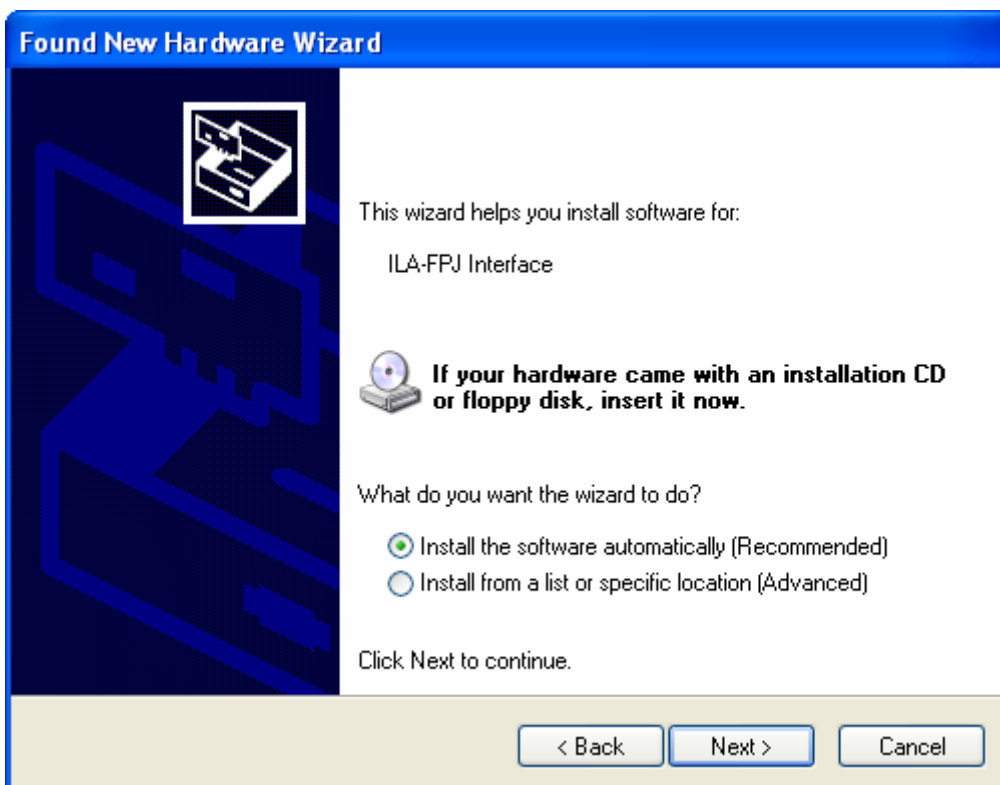 Found New Hardware Wizard
This wizard helps you install software for:
ILA-FPJ Interface
If your hardware came with an installation CD
or floppy disk, insert it now.
What do you want the wizard to do?
Install the software automatically (Recommended)
Install from a list or specific location (Advanced)
Click Next to continue.
< Back
Next >
Cancel